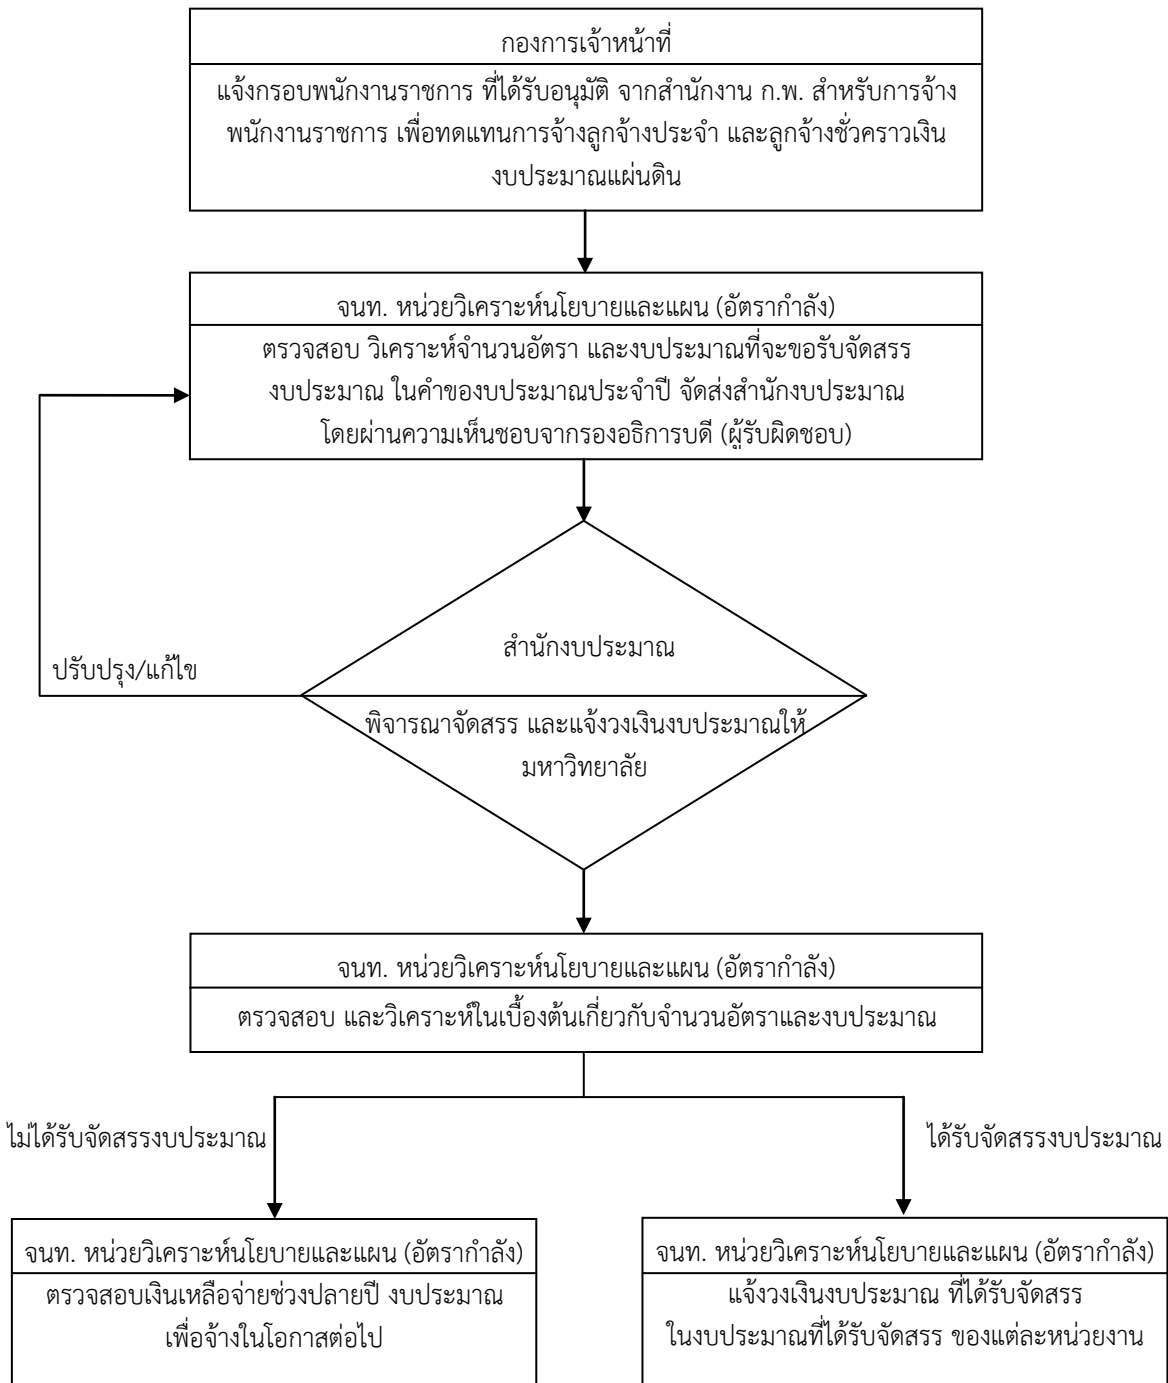 กองการเจ้าหน้าที่
แจ้งกรอบพนักงานราชการ ที่ได้รับอนุมัติ จากสำนักงาน ก.พ. สำหรับการจ้าง
พนักงานราชการ เพื่อทดแทนการจ้างลูกจ้างประจำ และลูกจ้างชั่วคราวเงิน
งบประมาณแผ่นดิน
จนท. หน่วยวิเคราะห์นโยบายและแผน (อัตรากำลัง)
ตรวจสอบ วิเคราะห์จำนวนอัตรา และงบประมาณที่จะขอรับจัดสรร
งบประมาณ ในคำของบประมาณประจำปี จัดส่งสำนักงบประมาณ
โดยผ่านความเห็นชอบจากรองอธิการบดี (ผู้รับผิดชอบ)
สำนักงบประมาณ
ปรับปรุง/แก้ไข
พิจารณาจัดสรร และแจ้งวงเงินงบประมาณให้
มหาวิทยาลัย
จนท. หน่วยวิเคราะห์นโยบายและแผน (อัตรากำลัง)
ตรวจสอบ และวิเคราะห์ในเบื้องต้นเกี่ยวกับจำนวนอัตราและงบประมาณ
ไม่ได้รับจัดสรรงบประมาณ
ได้รับจัดสรรงบประมาณ
จนท. หน่วยวิเคราะห์นโยบายและแผน (อัตรากำลัง)
ตรวจสอบเงินเหลือจ่ายช่วงปลายปี งบประมาณ
เพื่อจ้างในโอกาสต่อไป
จนท. หน่วยวิเคราะห์นโยบายและแผน (อัตรากำลัง)
แจ้งวงเงินงบประมาณ ที่ได้รับจัดสรร
ในงบประมาณที่ได้รับจัดสรร ของแต่ละหน่วยงาน